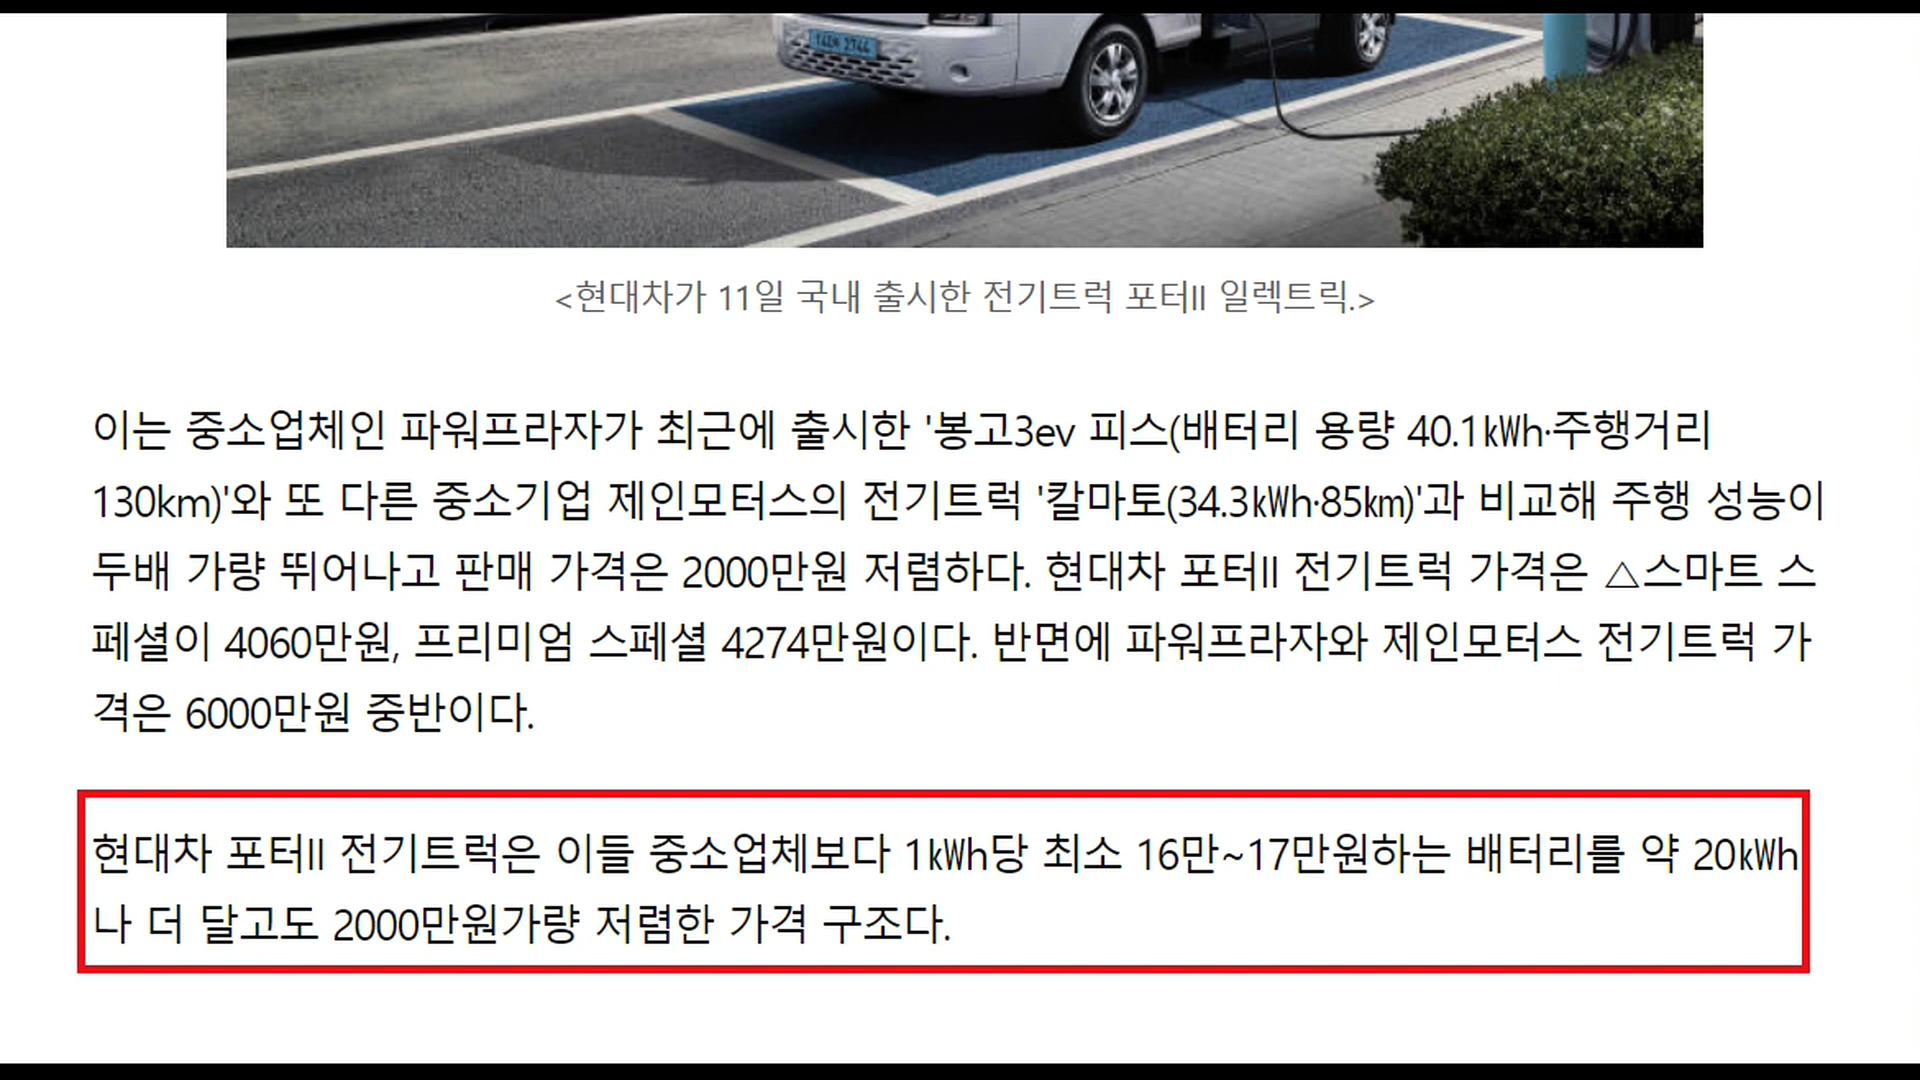 <현대차가 11일 국내 출시한 전기트럭 포터II 일렉트릭.>
이는 중소업체인 파워프라자가 최근에 출시한 '봉고3ev 피스(배터리 용량 40.1㎾h·주행거리
130km)'와 또 다른 중소기업 제인모터스의 전기트럭 '칼마토(34.3㎾h·85㎞)'과 비교해 주행 성능이
두배 가량 뛰어나고 판매 가격은 2000만원 저렴하다. 현대차 포터II 전기트럭 가격은 △스마트 스
페셜이 4060만원, 프리미엄 스페셜 4274만원이다. 반면에 파워프라자와 제인모터스 전기트럭 가
격은 6000만원 중반이다.
현대차 포터II 전기트럭은 이들 중소업체보다 1㎾h당 최소 16만~17만원하는 배터리를 약 20㎾h
나 더 달고도 2000만원가량 저렴한 가격 구조다.